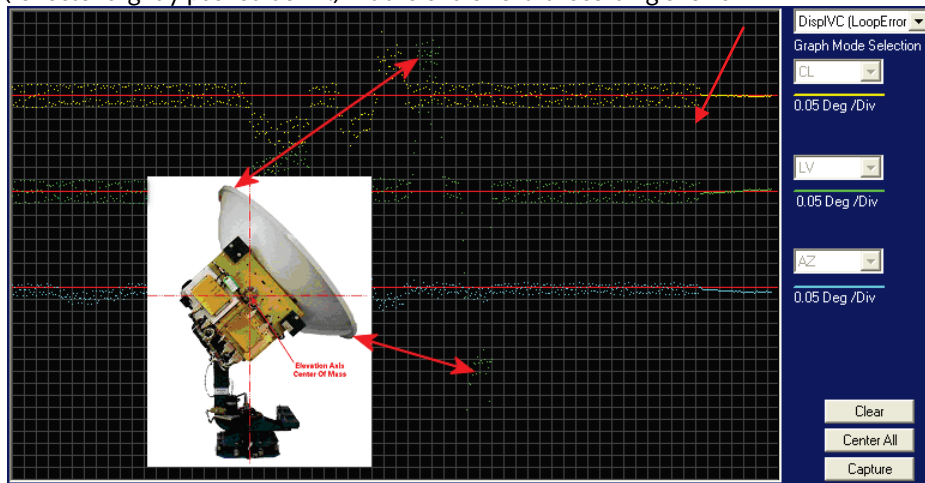 DispIVC (LoopError
Graph Mode Selection
CL
0.05 Deg /Div
LV
0.05 Deg /Div
AZ
0.05 Deg /Div
Elevation Axis
Center Of Mass
Clear
Center All
Capture